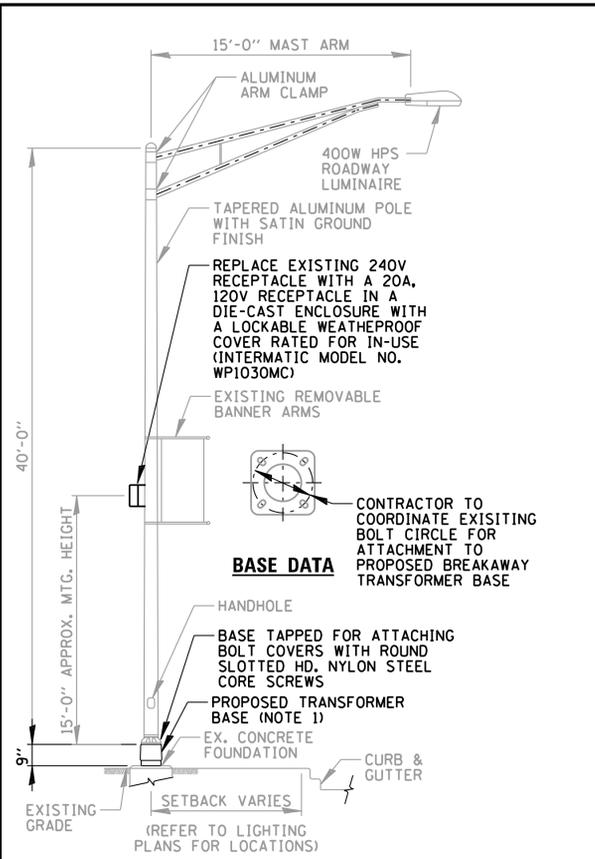 15'-0" MAST ARM
ALUMINUM
ARM CLAMP
400W HPS
ROADWAY
LUMINAIRE
TAPERED ALUMINUM POLE
WITH SATIN GROUND
FINISH
REPLACE EXISTING 240V
RECEPTACLE WITH A 20A,
120V RECEPTACLE IN A
DIE-CAST ENCLOSURE WITH
A LOCKABLE WEATHEPROOF
COVER RATED FOR IN-USE
(INTERMATIC MODEL NO.
WP1030MC)
EXISTING REMOVABLE
BANNER ARMS
40'-0"
CONTRACTOR TO
COORDINATE EXISITING
BOLT CIRCLE FOR
ATTACHMENT TO
PROPOSED BREAKAWAY
TRANSFORMER BASE
BASE DATA
15'-0" APPROX. MTG. HEIGHT
HANDHOLE
BASE TAPPED FOR ATTACHING
BOLT COVERS WITH ROUND
SLOTTED HD. NYLON STEEL
CORE SCREWS
PROPOSED TRANSFORMER
BASE (NOTE 1)
9"
EX. CONCRETE
FOUNDATION
CURB &
GUTTER
EXISTING
GRADE
SETBACK VARIES
(REFER TO LIGHTING
PLANS FOR LOCATIONS)